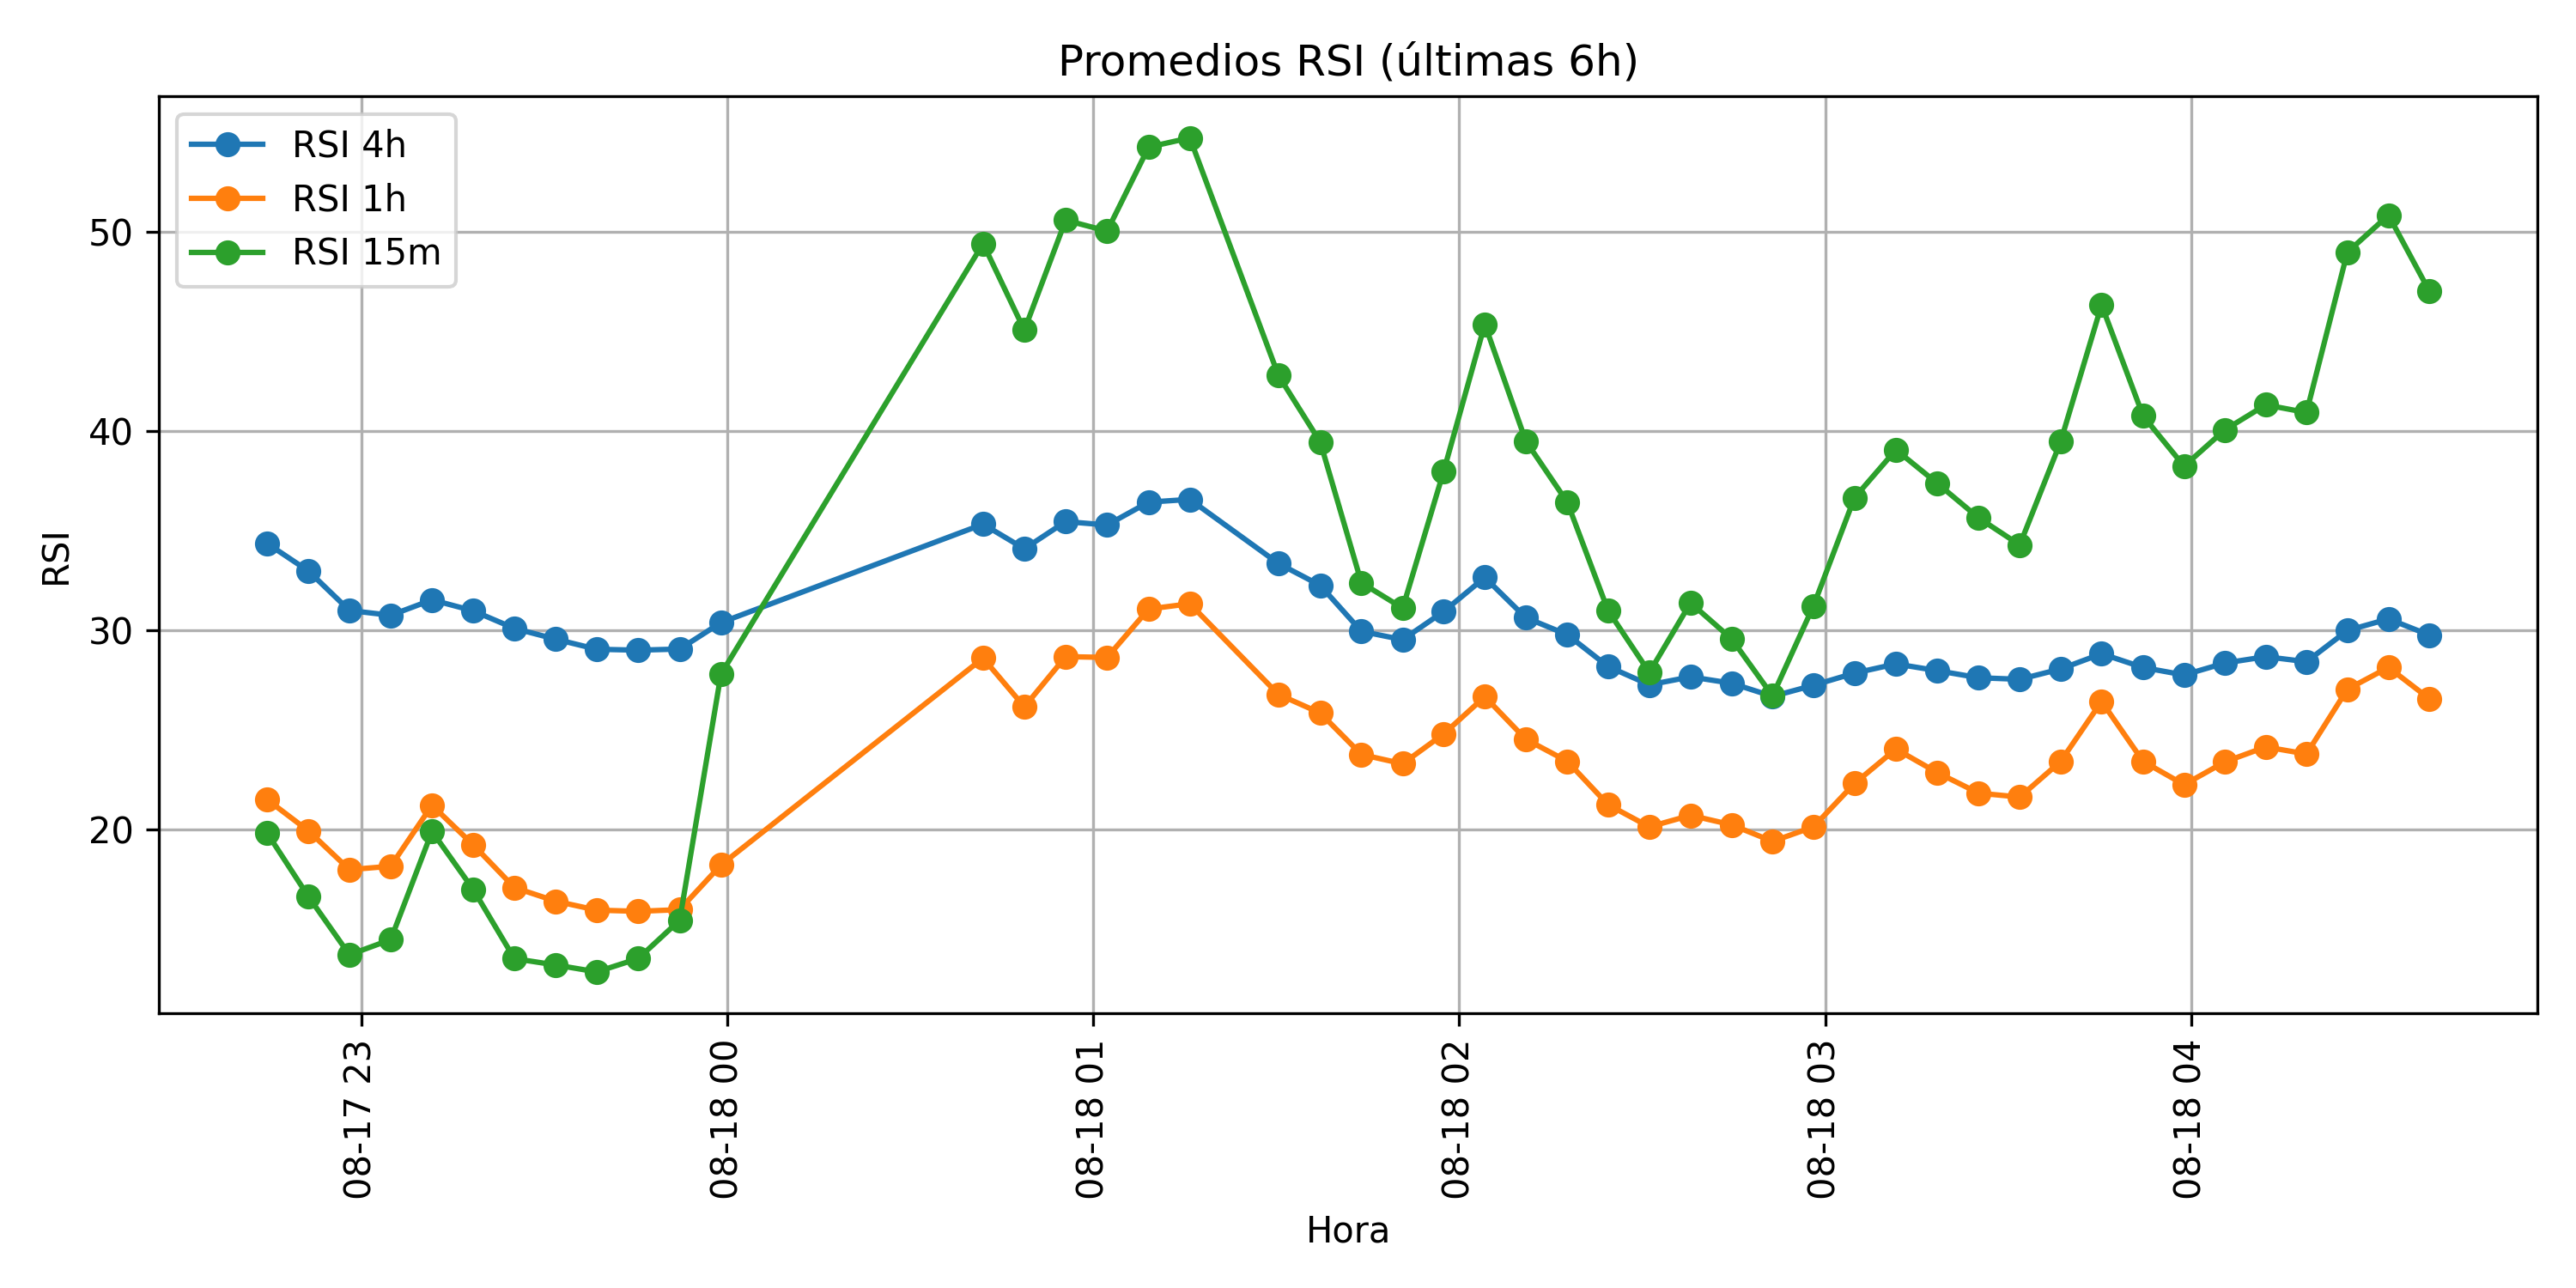 Promedios RSI (últimas 6h)
RSI 4h
RSI 1h
RSI 15m
50
40
30
20
RSI
08-17 23
08-18 00
08-18 01
08-18 02
08-18 03
08-18 04
Hora